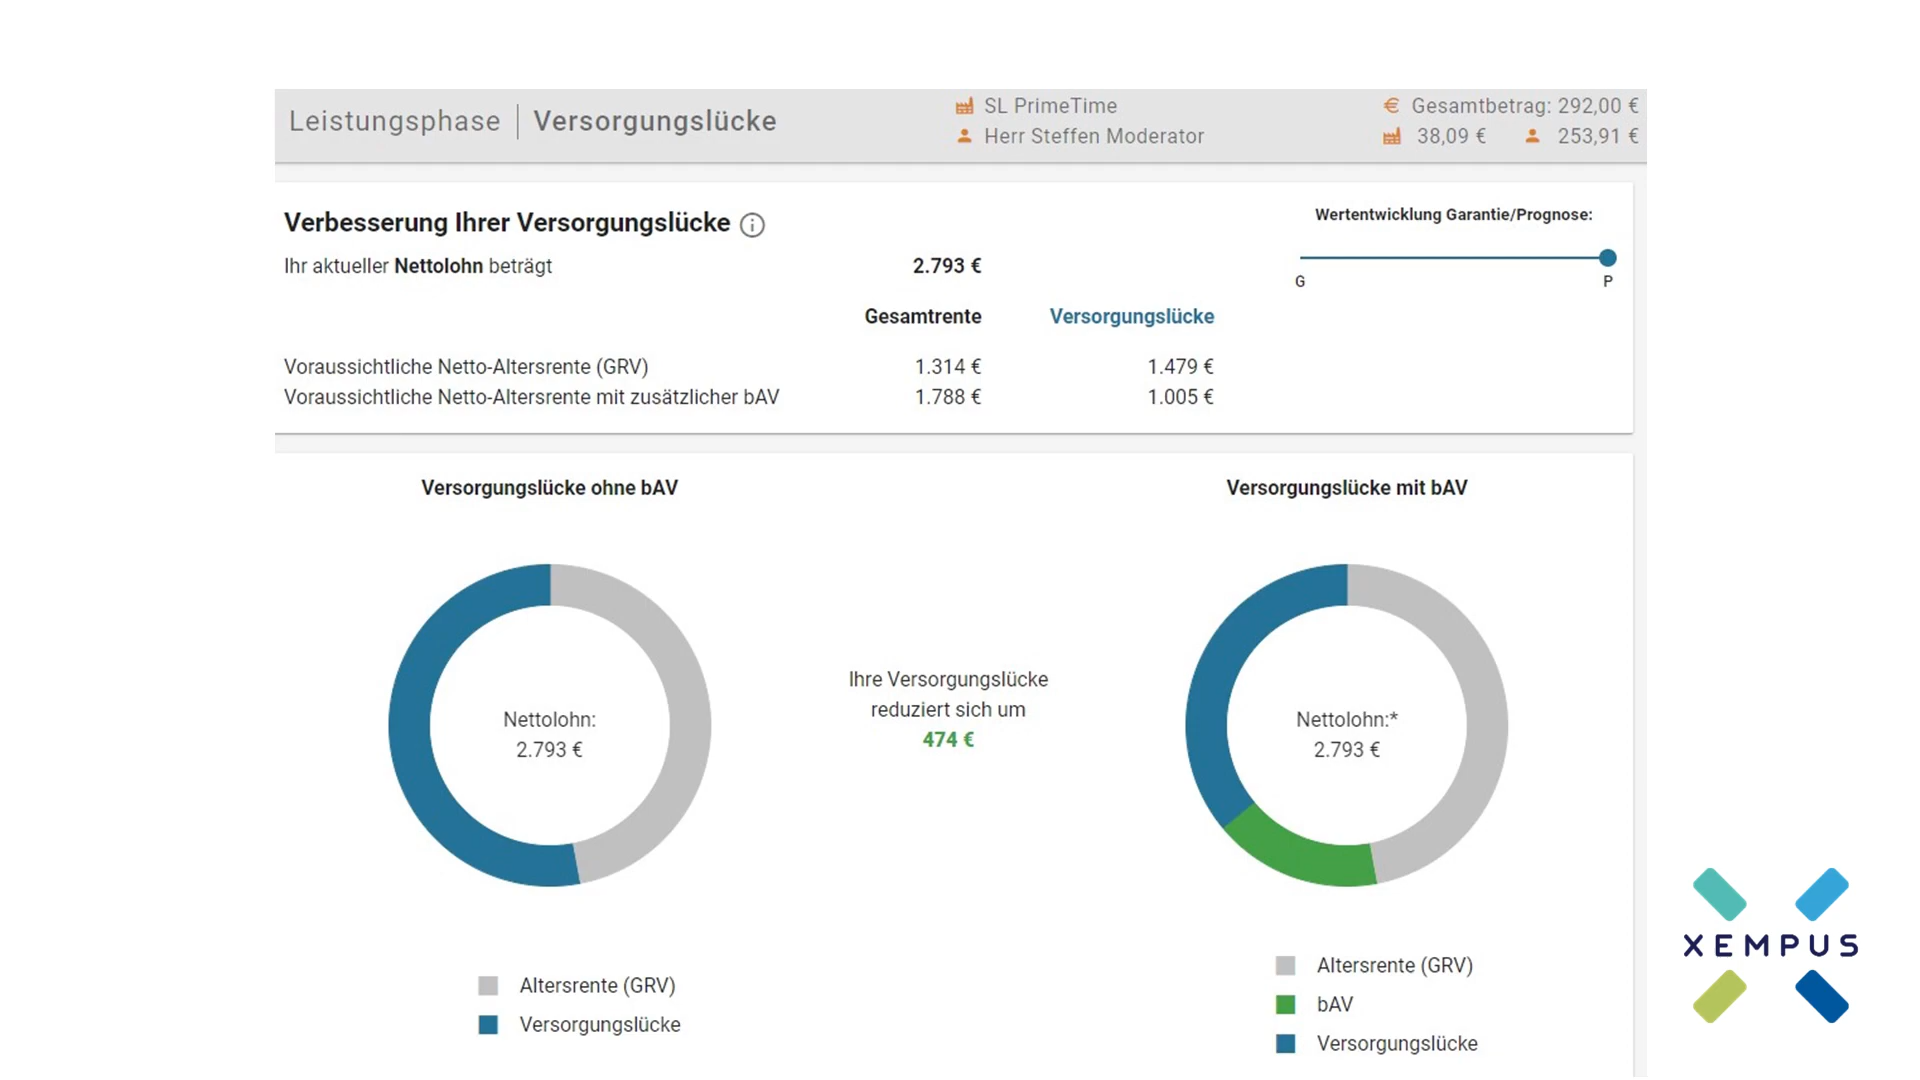 Leistungsphase | Versorgungslücke
SL PrimeTime
Herr Steffen Moderator
€ Gesamtbetrag: 292,00 €
38,09 € 253,91 €
Verbesserung Ihrer Versorgungslücke i
Wertentwicklung Garantie/Prognose:
G P
Ihr aktueller Nettolohn beträgt 2.793 €
Gesamtrente Versorgungslücke
Voraussichtliche Netto-Altersrente (GRV) 1.314 € 1.479 €
Voraussichtliche Netto-Altersrente mit zusätzlicher bAV 1.788 € 1.005 €
Versorgungslücke ohne bAV
Nettolohn:
2.793 €
Altersrente (GRV)
Versorgungslücke
Ihre Versorgungslücke
reduziert sich um
474 €
Versorgungslücke mit bAV
Nettolohn:*
2.793 €
Altersrente (GRV)
bAV
Versorgungslücke
XEMPUS